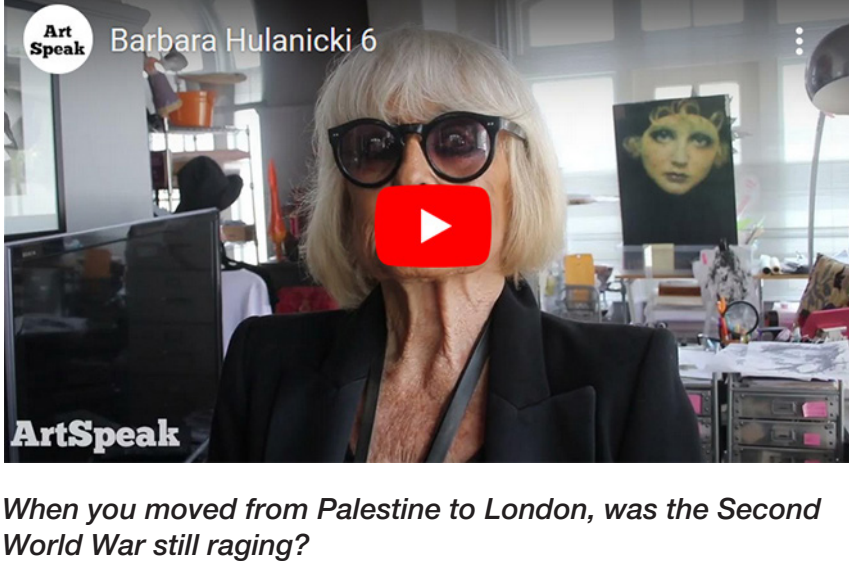 Art
Speak
Barbara Hulanicki 6
ArtSpeak
When you moved from Palestine to London, was the Second
World War still raging?